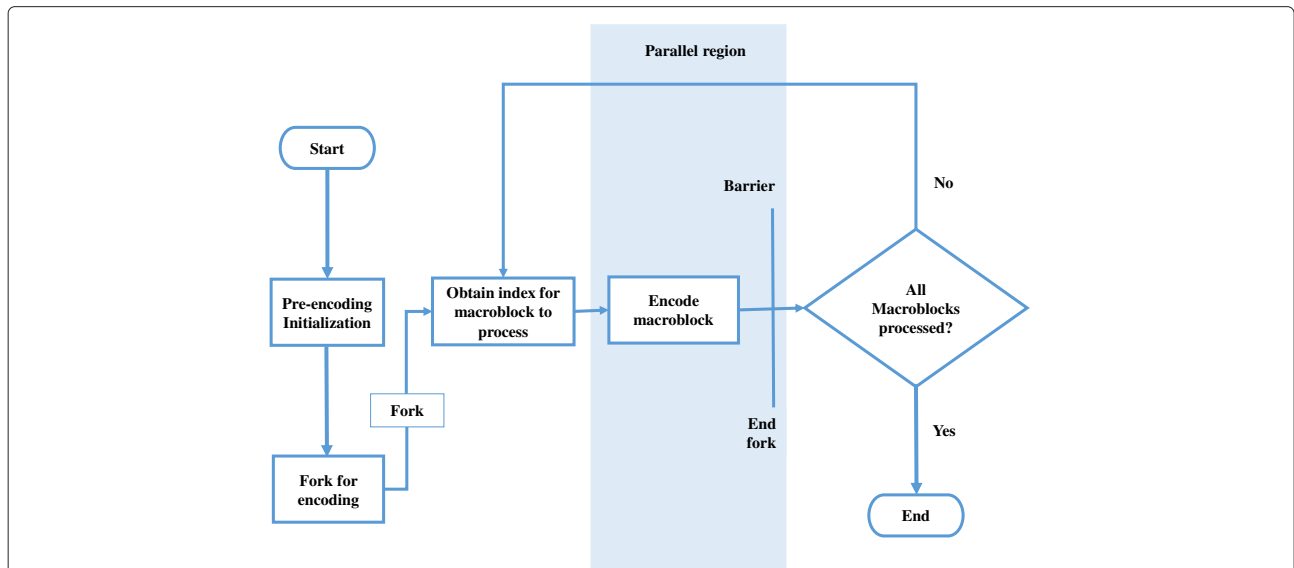 Parallel region
Start
Pre-encoding
Initialization
Fork for
encoding
Fork
Obtain index for
macroblock to
process
Encode
macroblock
Barrier
End
fork
All
Macroblocks
processed?
No
Yes
End